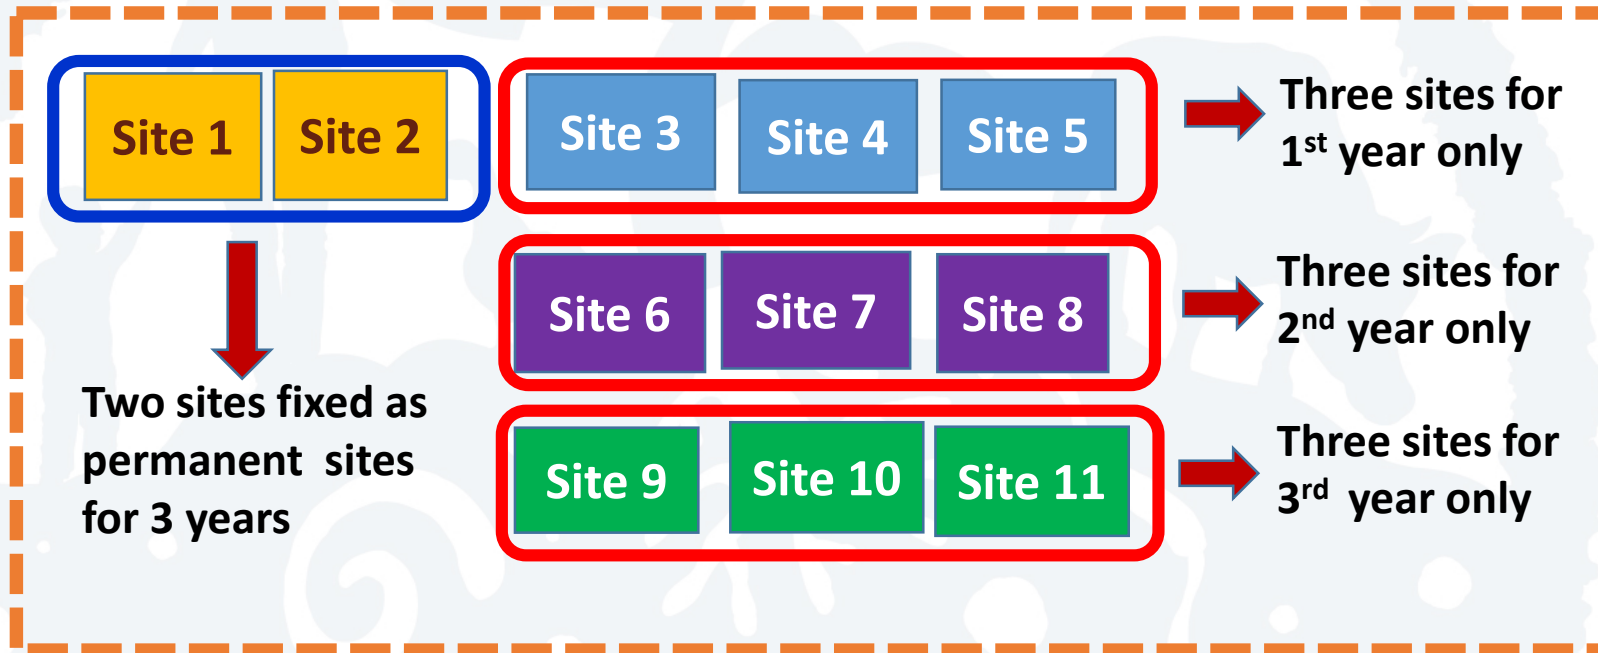 Site 1
Site 2
Two sites fixed as
permanent sites
for 3 years
Site 3
Site 4
Site 5
Three sites for
1st year only
Site 6
Site 7
Site 8
Three sites for
2nd year only
Site 9
Site 10
Site 11
Three sites for
3rd year only